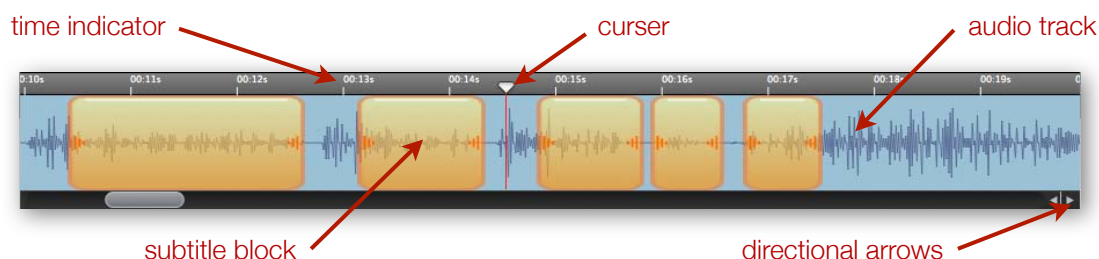 time indicator curser audio track
0:10s 00:11s 00:12s 00:13s 00:14s 00:15s 00:16s 00:17s 00:18s 00:19s 0
subtitle block directional arrows